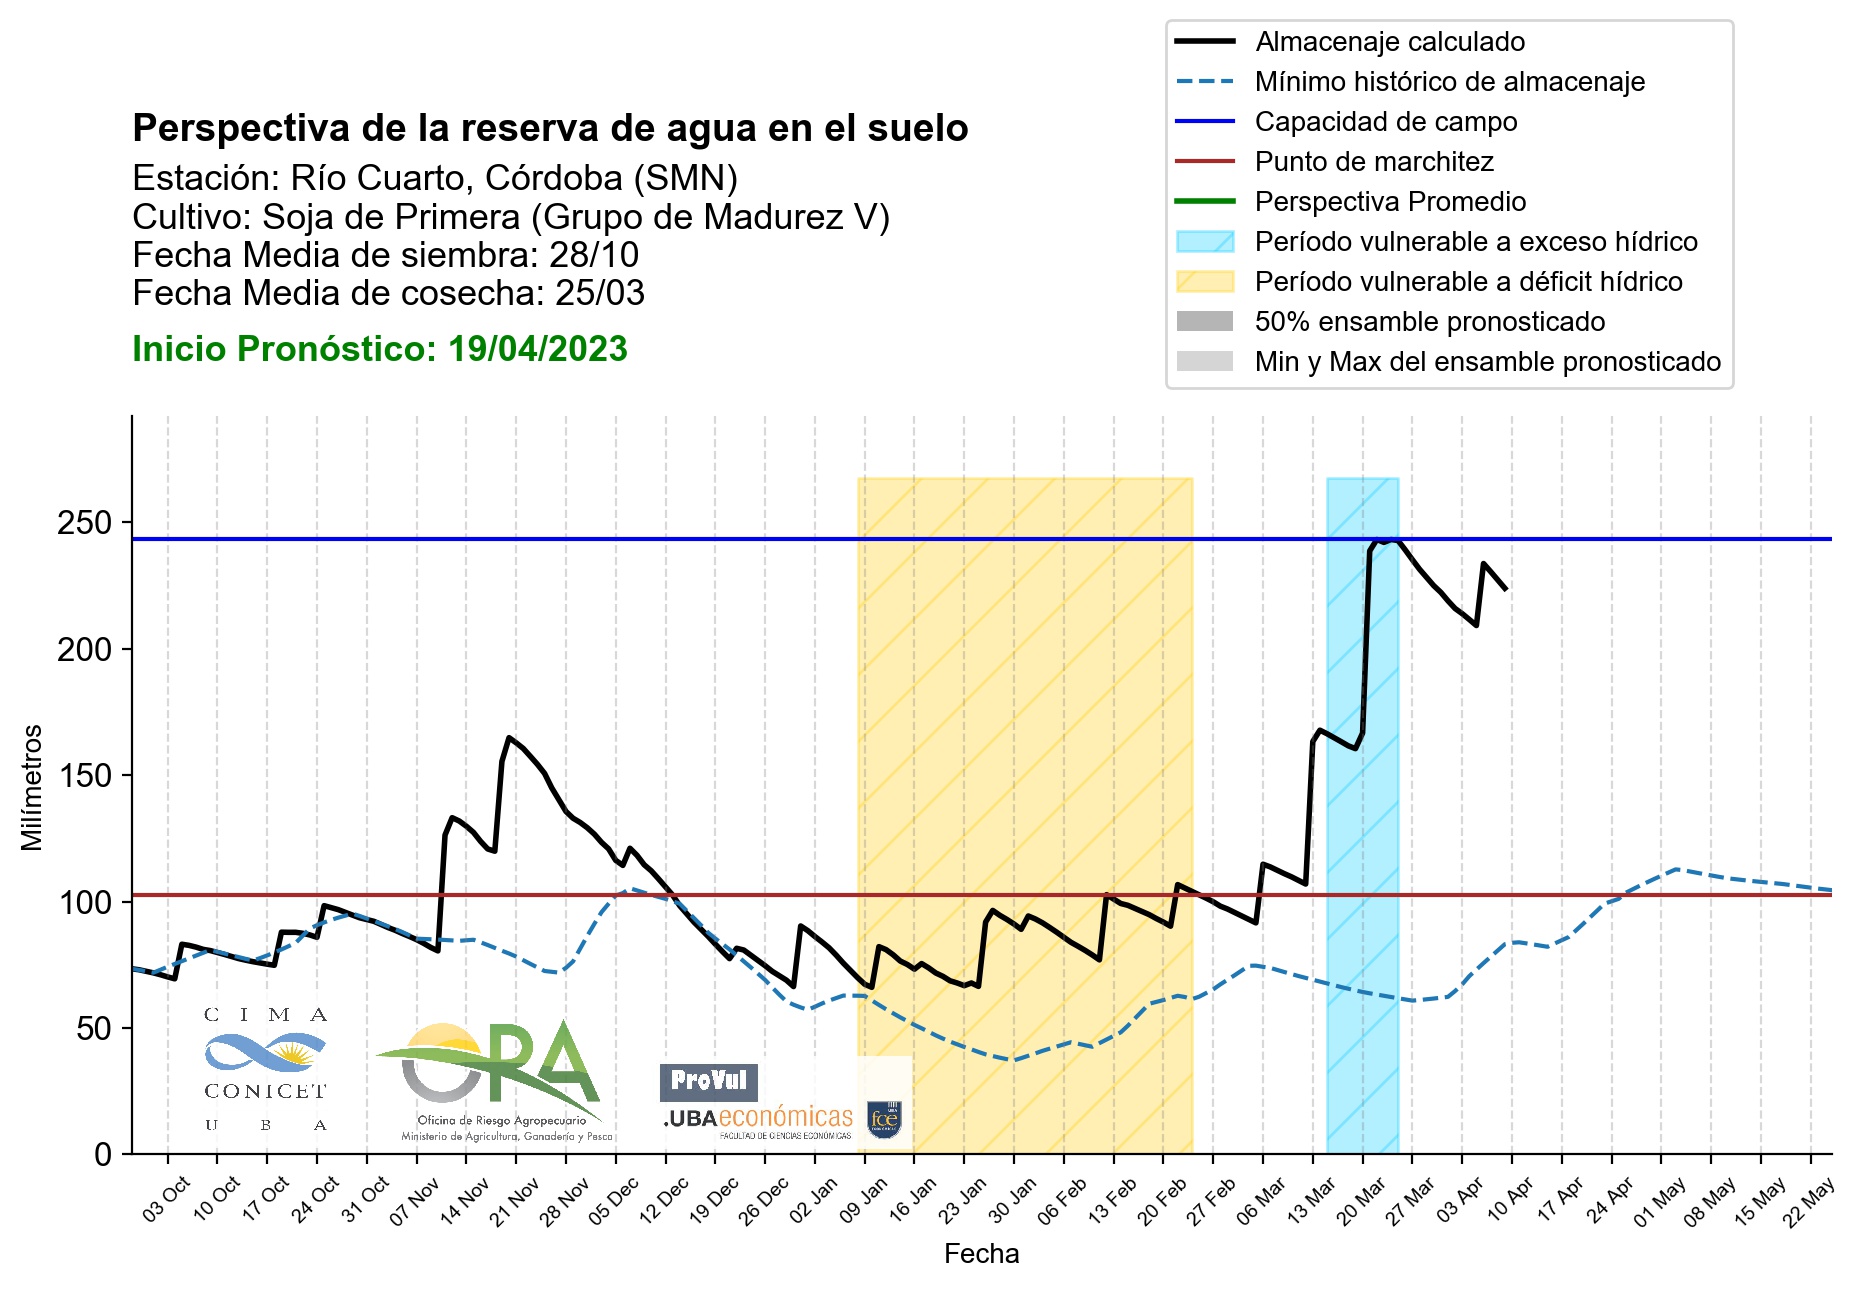 Almacenaje calculado
Mínimo histórico de almacenaje
Capacidad de campo
Punto de marchitez
Perspectiva Promedio
Período vulnerable a exceso hídrico
Período vulnerable a déficit hídrico
50% ensamble pronosticado
Min y Max del ensamble pronosticado
Perspectiva de la reserva de agua en el suelo
Estación: Río Cuarto, Córdoba (SMN)
Cultivo: Soja de Primera (Grupo de Madurez V)
Fecha Media de siembra: 28/10
Fecha Media de cosecha: 25/03
Inicio Pronóstico: 19/04/2023
Milímetros
250
200
150
100
50
0
C I M A
CONICET
U B A
ORA
Oficina de Riesgo Agropecuario
Ministerio de Agricultura, Ganadería y Pesca
ProVul
.UBAeconómicas
FACULTAD DE CIENCIAS ECONÓMICAS
fce
03 Oct
10 Oct
17 Oct
24 Oct
31 Oct
07 Nov
14 Nov
21 Nov
28 Nov
05 Dec
12 Dec
19 Dec
26 Dec
02 Jan
09 Jan
16 Jan
23 Jan
30 Jan
06 Feb
13 Feb
20 Feb
27 Feb
06 Mar
13 Mar
20 Mar
27 Mar
03 Apr
10 Apr
17 Apr
24 Apr
01 May
08 May
15 May
22 May
Fecha